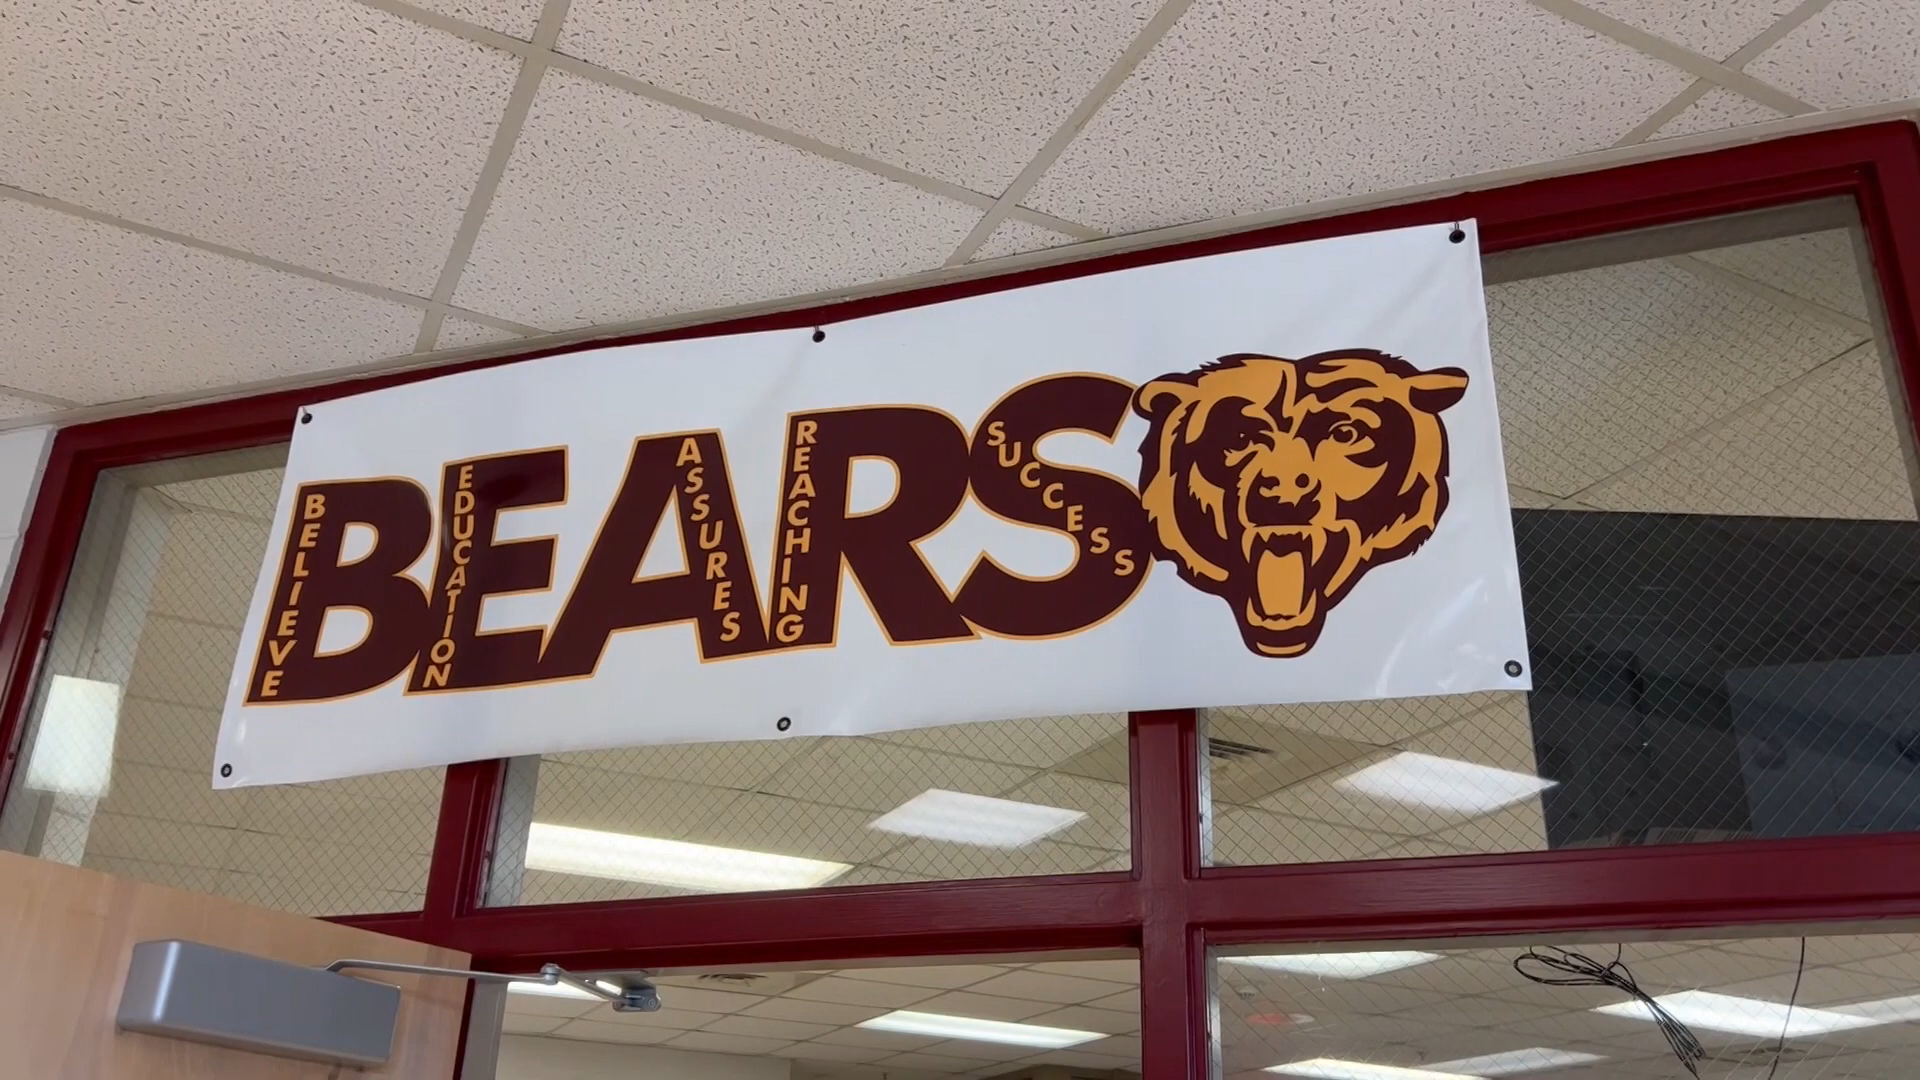 BEARS
BELIEVE
EDUCATION
ASSURES
REACHING
SUCCESS